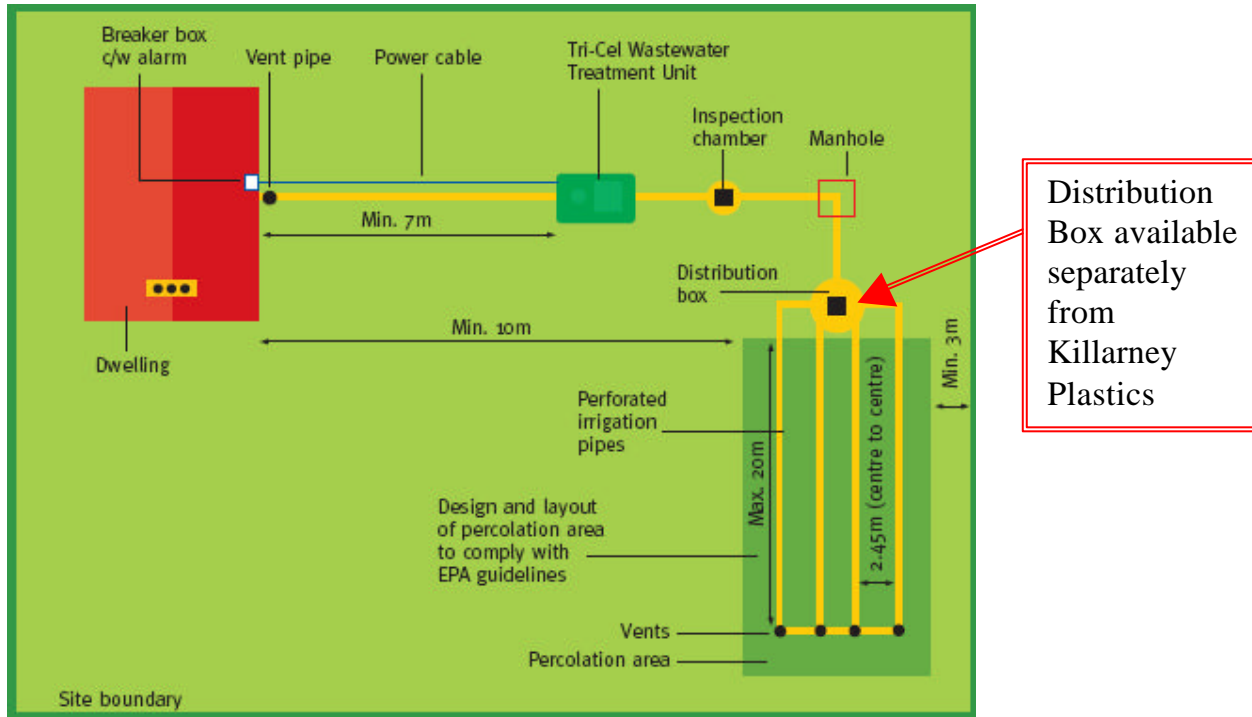 Breaker box
c/w alarm
Vent pipe
Power cable
Tri-Cel Wastewater
Treatment Unit
Inspection
chamber
Manhole
Min. 7m
Distribution
box
Distribution
Box available
separately
from
Killarney
Plastics
Min. 10m
Dwelling
Min. 3m
Perforated
irrigation
pipes
Max. 20m
2.45m (centre to centre)
Design and layout
of percolation area
to comply with
EPA guidelines
Vents
Percolation area
Site boundary